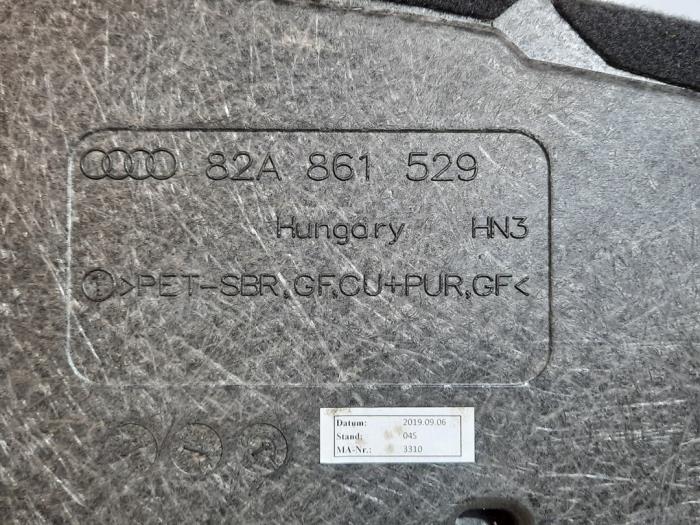 82A 861 529
Hungary HN3
>PET-SBR,GF,CU+PUR,GF<
Datum: 2019.09.06
Stand: 045
MA-Nr.: 3310